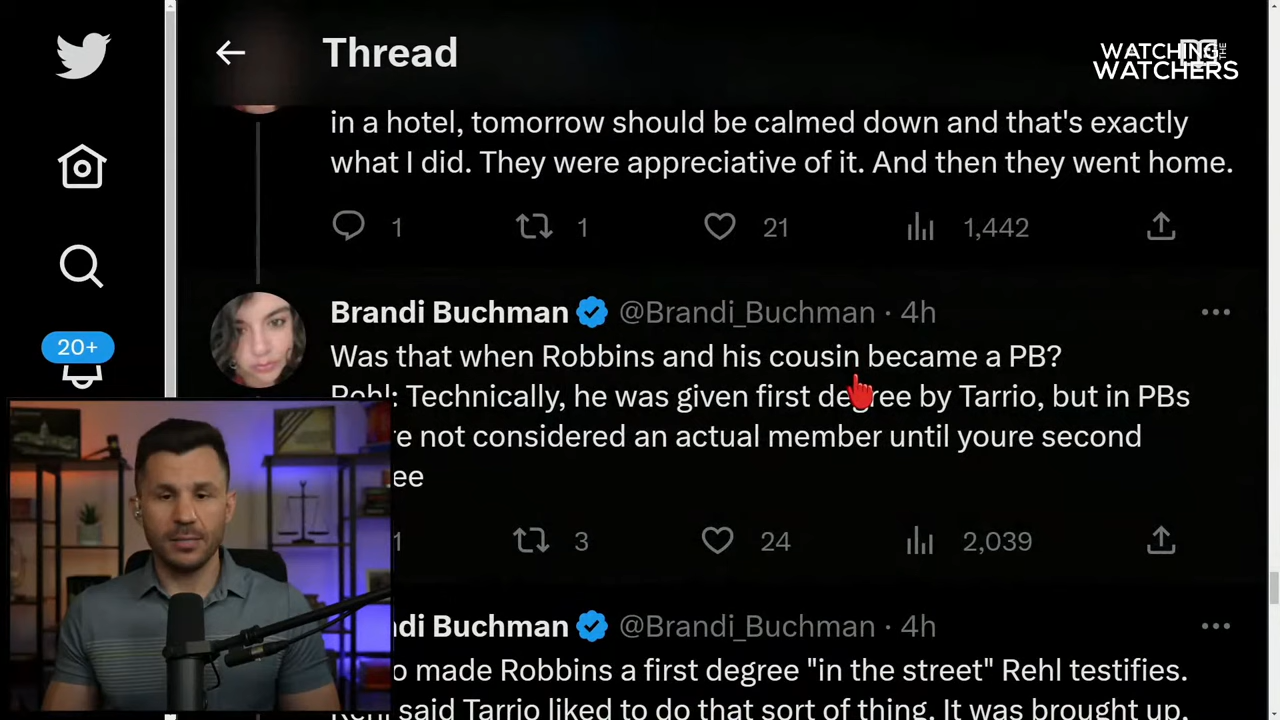 Thread
WATCHING THE
WATCHERS
in a hotel, tomorrow should be calmed down and that's exactly
what I did. They were appreciative of it. And then they went home.
1 1 21 1,442
Brandi Buchman @Brandi_Buchman · 4h
20+
Was that when Robbins and his cousin became a PB?
Rehl: Technically, he was given first degree by Tarrio, but in PBs
re not considered an actual member until youre second
ee
1 3 24 2,039
di Buchman @Brandi_Buchman · 4h
o made Robbins a first degree "in the street" Rehl testifies.
Rehl said Tarrio liked to do that sort of thing. It was brought up,